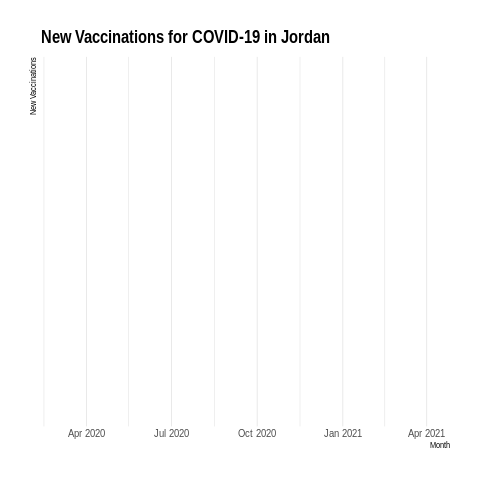 New Vaccinations for COVID-19 in Jordan
New Vaccinations
Apr 2020 Jul 2020 Oct 2020 Jan 2021 Apr 2021
Month